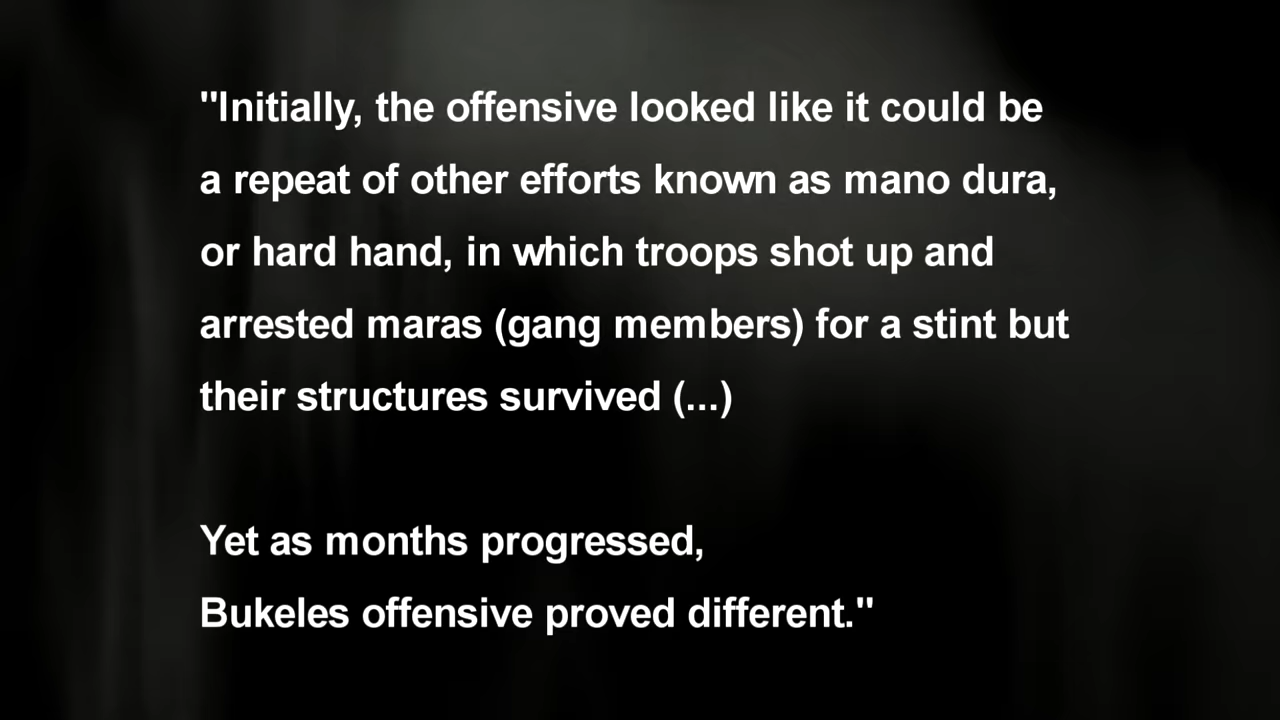 "Initially, the offensive looked like it could be
a repeat of other efforts known as mano dura,
or hard hand, in which troops shot up and
arrested maras (gang members) for a stint but
their structures survived (...)
Yet as months progressed,
Bukeles offensive proved different."